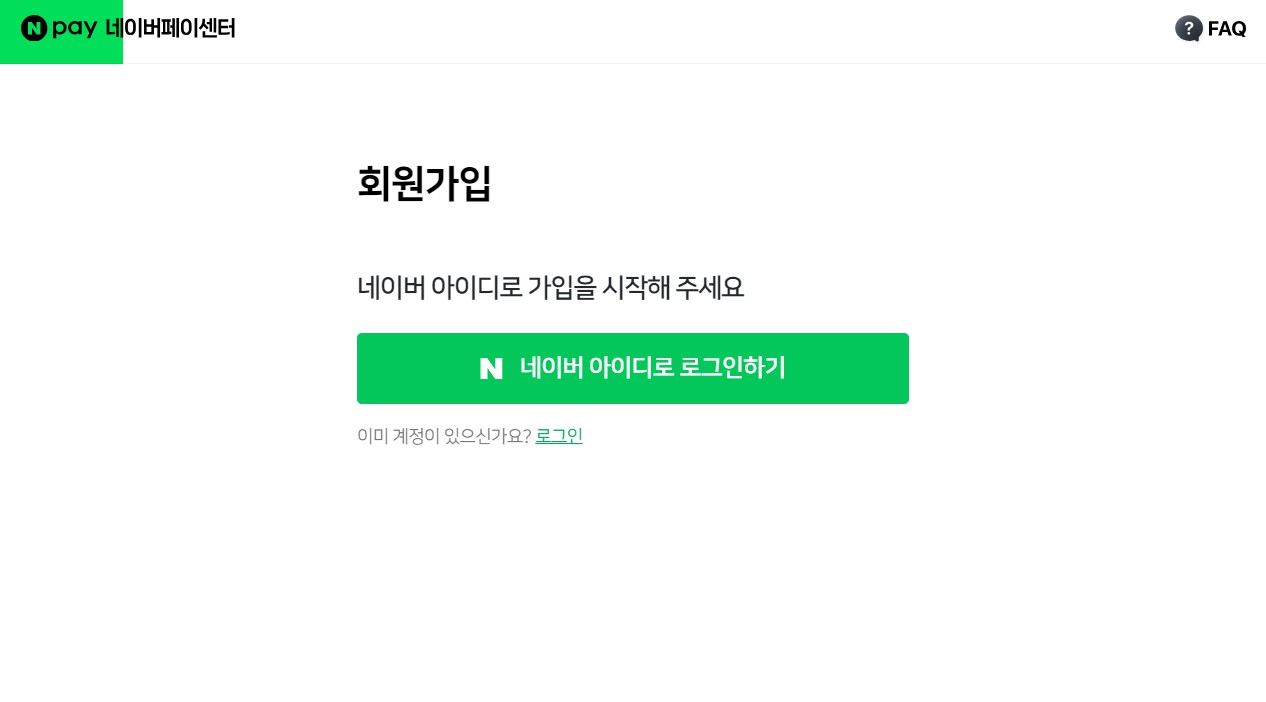 N pay 네이버페이센터
? FAQ
회원가입
네이버 아이디로 가입을 시작해 주세요
N 네이버 아이디로 로그인하기
이미 계정이 있으신가요? 로그인